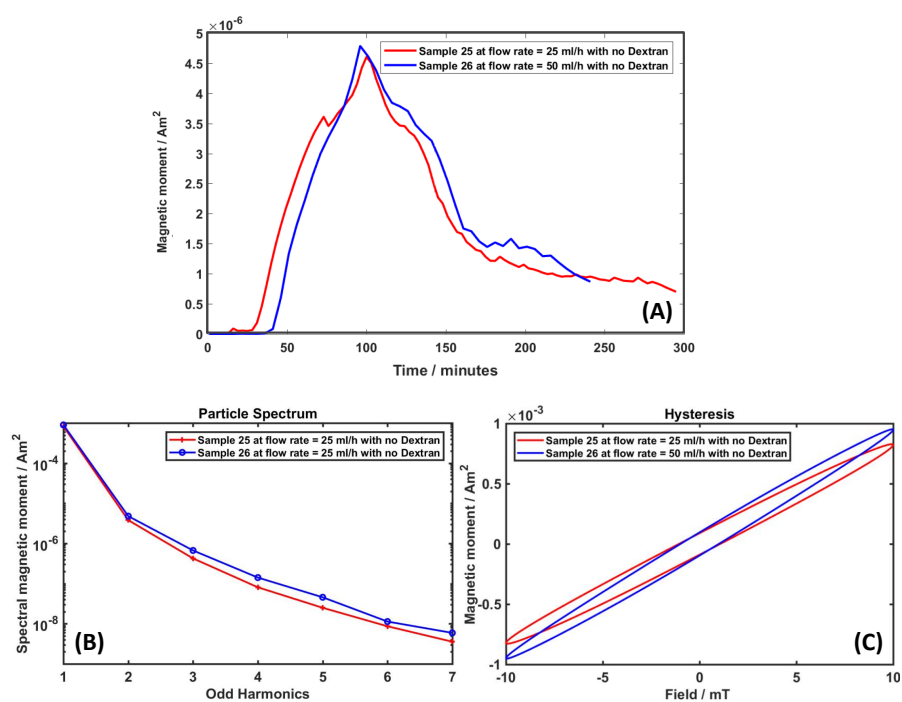 ×10⁻⁶
5
4.5
4
3.5
3
2.5
2
1.5
1
0.5
0
Magnetic moment / Am²
Sample 25 at flow rate = 25 ml/h with no Dextran
Sample 26 at flow rate = 50 ml/h with no Dextran
(A)
0 50 100 150 200 250 300
Time / minutes
Particle Spectrum
Spectral magnetic moment / Am²
10⁻⁴
10⁻⁶
10⁻⁸
Sample 25 at flow rate = 25 ml/h with no Dextran
Sample 26 at flow rate = 25 ml/h with no Dextran
(B)
1 2 3 4 5 6 7
Odd Harmonics
×10⁻³
Hysteresis
Magnetic moment / Am²
1
0.5
0
-0.5
-1
Sample 25 at flow rate = 25 ml/h with no Dextran
Sample 26 at flow rate = 50 ml/h with no Dextran
(C)
-10 -5 0 5 10
Field / mT